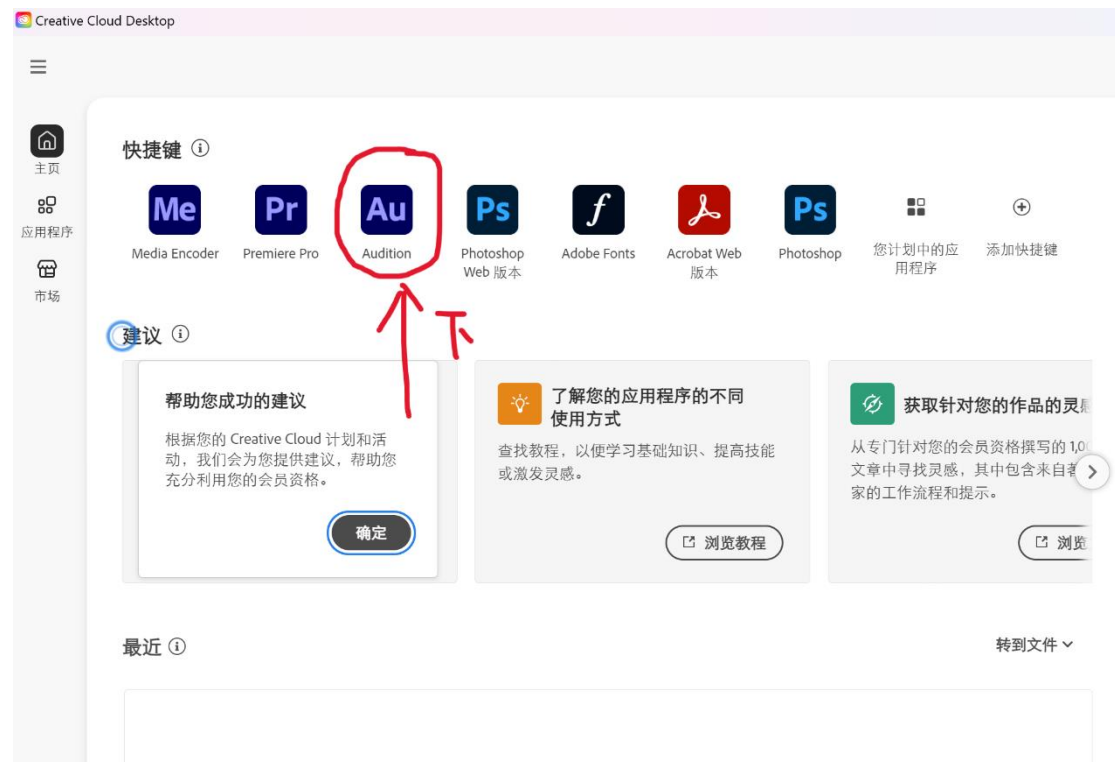 Creative Cloud Desktop
主页
应用程序
市场
快捷键
Me
Pr
Au
Ps
f
Ps
Media Encoder
Premiere Pro
Audition
Photoshop
Web 版本
Adobe Fonts
Acrobat Web
版本
Photoshop
您计划中的应
用程序
添加快捷键
下
建议
帮助您成功的建议
根据您的 Creative Cloud 计划和活
动，我们会为您提供建议，帮助您
充分利用您的会员资格。
确定
了解您的应用程序的不同
使用方式
查找教程，以便学习基础知识、提高技能
或激发灵感。
浏览教程
获取针对您的作品的灵感
从专门针对您的会员资格撰写的 1,00
文章中寻找灵感，其中包含来自
家的工作流程和提示。
浏览
最近
转到文件